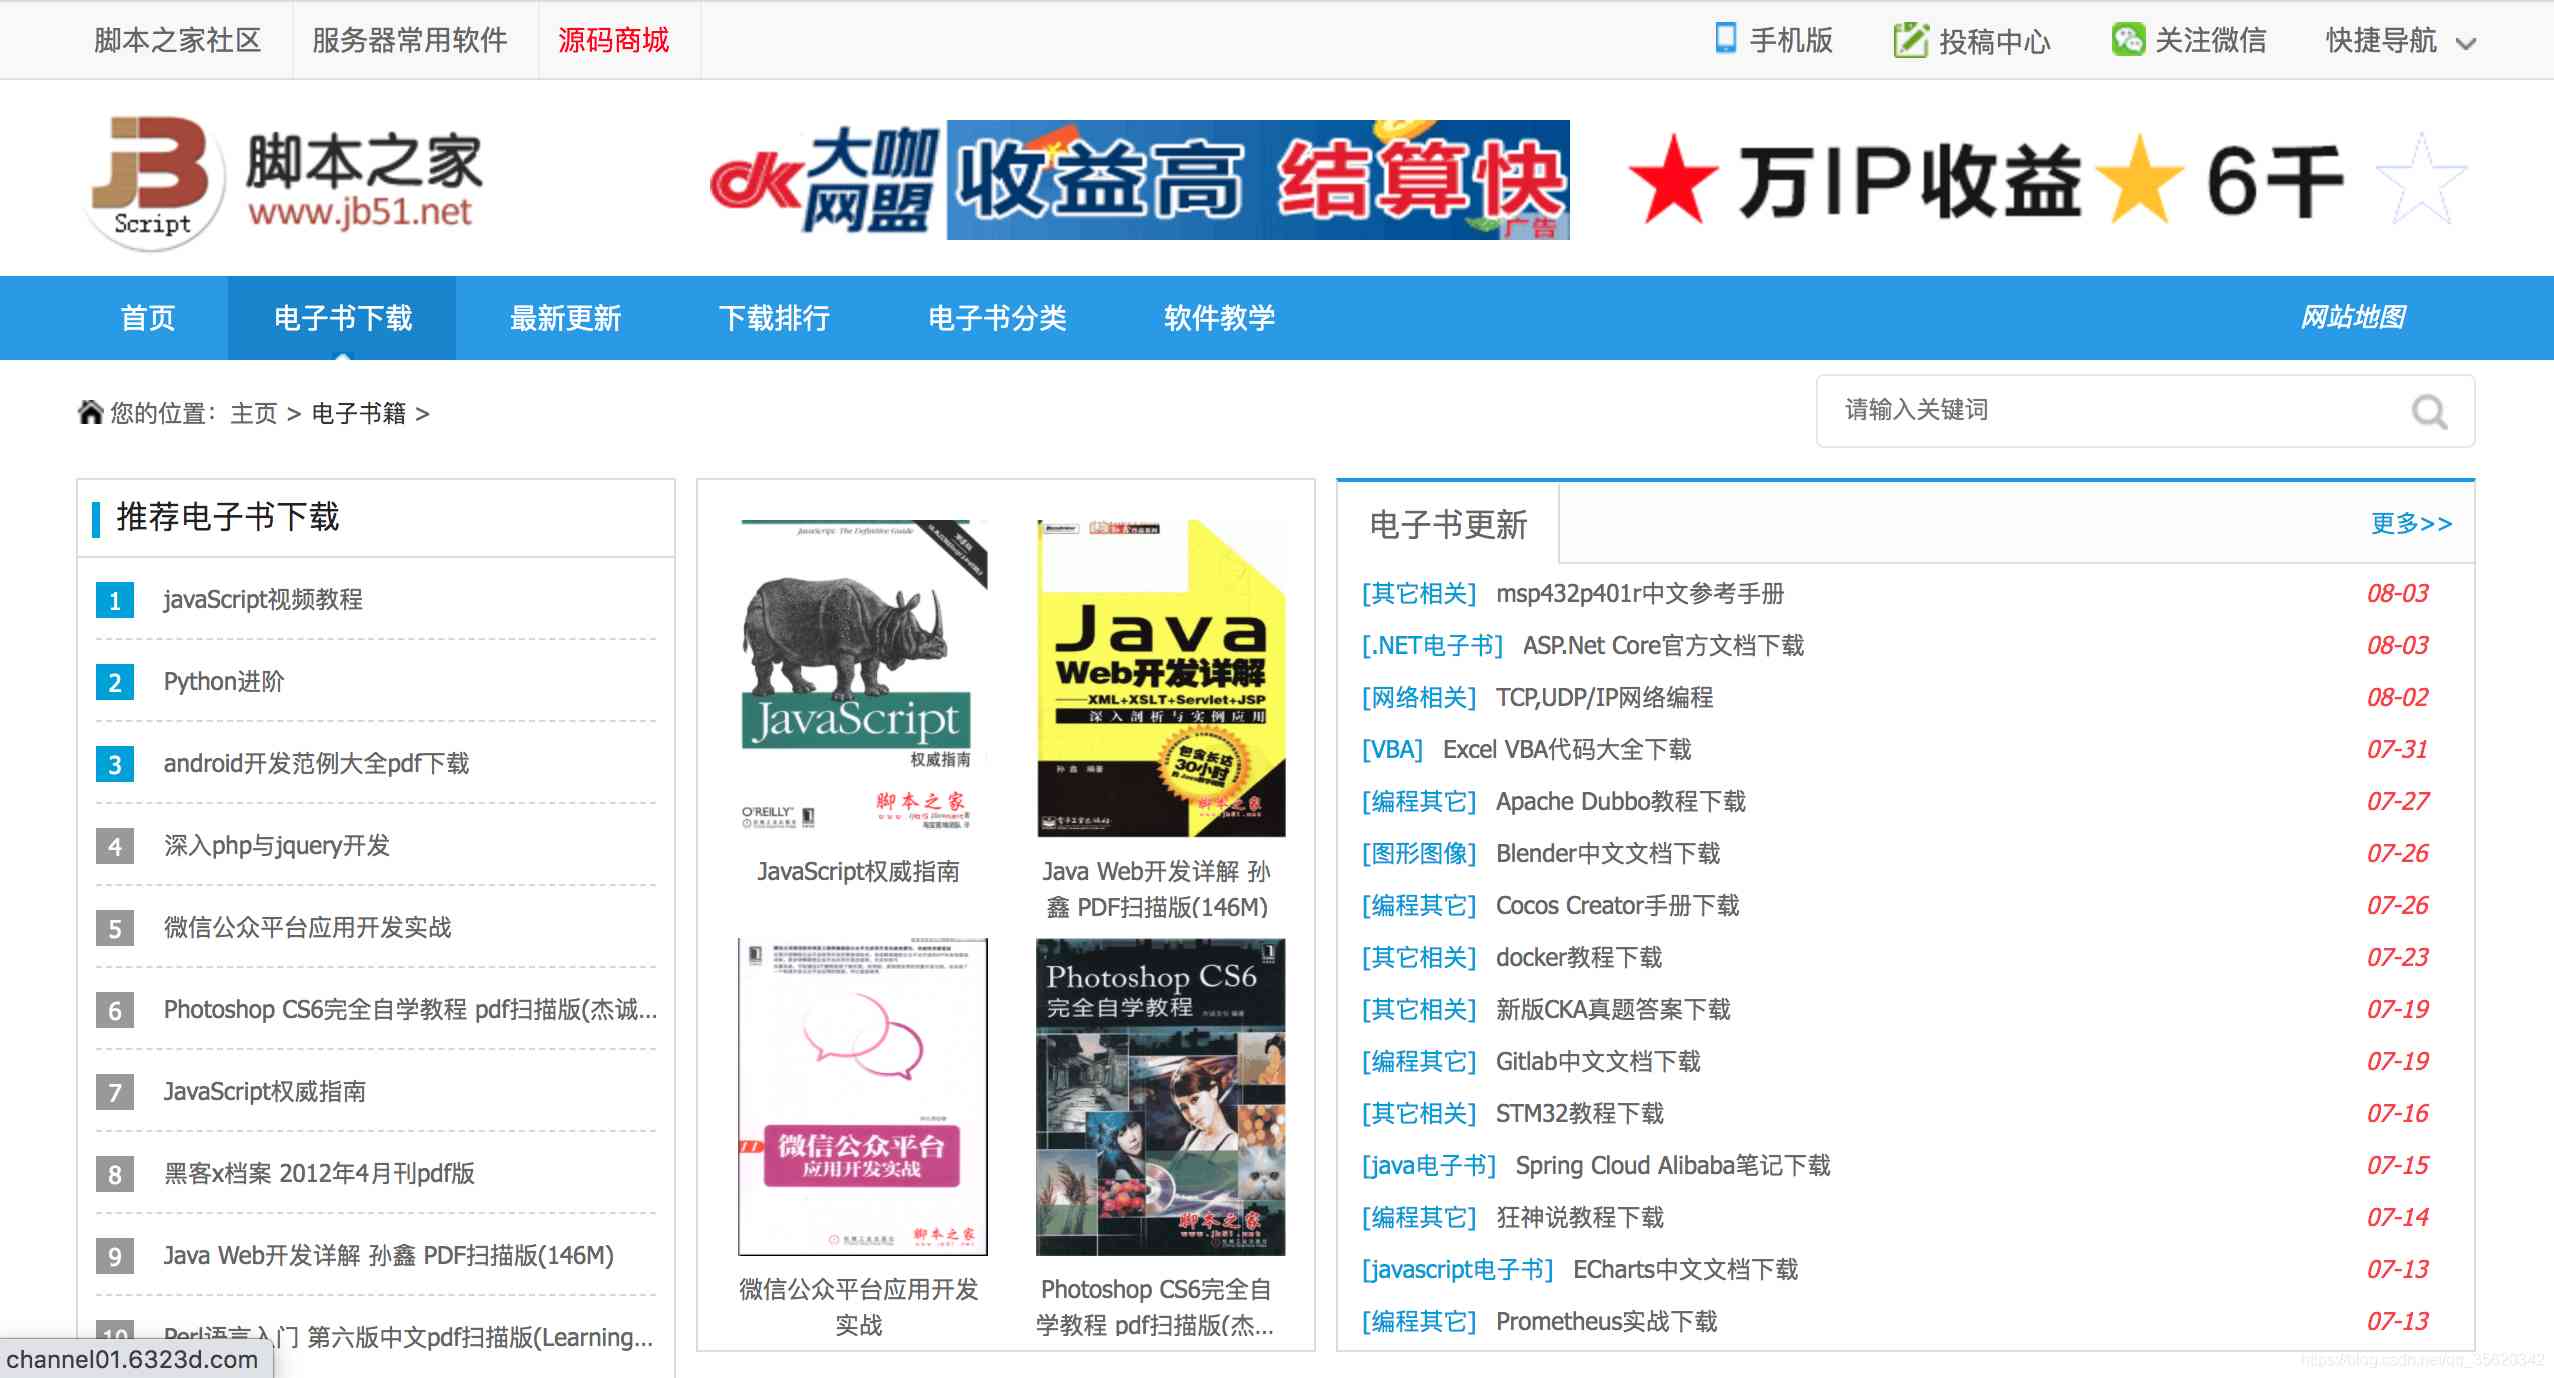 脚本之家社区
服务器常用软件
源码商城
手机版
投稿中心
关注微信
快捷导航
JB
Script
脚本之家
www.jb51.net
dk 大咖网盟
收益高 结算快
广告
万IP收益
6千
首页
电子书下载
最新更新
下载排行
电子书分类
软件教学
网站地图
您的位置：主页 > 电子书籍 >
请输入关键词
推荐电子书下载
1 javaScript视频教程
2 Python进阶
3 android开发范例大全pdf下载
4 深入php与jquery开发
5 微信公众平台应用开发实战
6 Photoshop CS6完全自学教程 pdf扫描版(杰诚...
7 JavaScript权威指南
8 黑客x档案 2012年4月刊pdf版
9 Java Web开发详解 孙鑫 PDF扫描版(146M)
10 Perl语言入门 第六版中文pdf扫描版(Learning...
channel01.6323d.com
JavaScript: The Definitive Guide
JavaScript
权威指南
O'REILLY
脚本之家
JavaScript权威指南
Java
Web开发详解
XML+XSLT+Servlet+JSP
深入剖析与实例应用
包含长达
30小时
孙鑫 编著
脚本之家
www.jb51.net
Java Web开发详解 孙
鑫 PDF扫描版(146M)
微信公众平台
应用开发实战
脚本之家
www.jb51.net
微信公众平台应用开发
实战
Photoshop CS6
完全自学教程
脚本之家
www.jb51.net
Photoshop CS6完全自
学教程 pdf扫描版(杰...
电子书更新
更多>>
[其它相关] msp432p401r中文参考手册 08-03
[.NET电子书] ASP.Net Core官方文档下载 08-03
[网络相关] TCP,UDP/IP网络编程 08-02
[VBA] Excel VBA代码大全下载 07-31
[编程其它] Apache Dubbo教程下载 07-27
[图形图像] Blender中文文档下载 07-26
[编程其它] Cocos Creator手册下载 07-26
[其它相关] docker教程下载 07-23
[其它相关] 新版CKA真题答案下载 07-19
[编程其它] Gitlab中文文档下载 07-19
[其它相关] STM32教程下载 07-16
[java电子书] Spring Cloud Alibaba笔记下载 07-15
[编程其它] 狂神说教程下载 07-14
[javascript电子书] ECharts中文文档下载 07-13
[编程其它] Prometheus实战下载 07-13